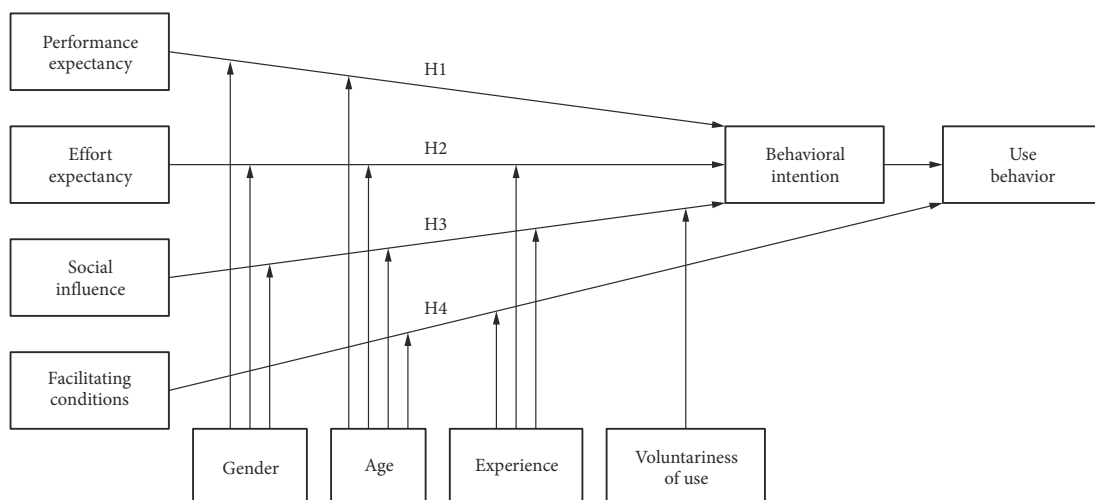 Performance
expectancy
H1
Effort
expectancy
H2
Behavioral
intention
Use
behavior
Social
influence
H3
H4
Facilitating
conditions
Gender
Age
Experience
Voluntariness
of use